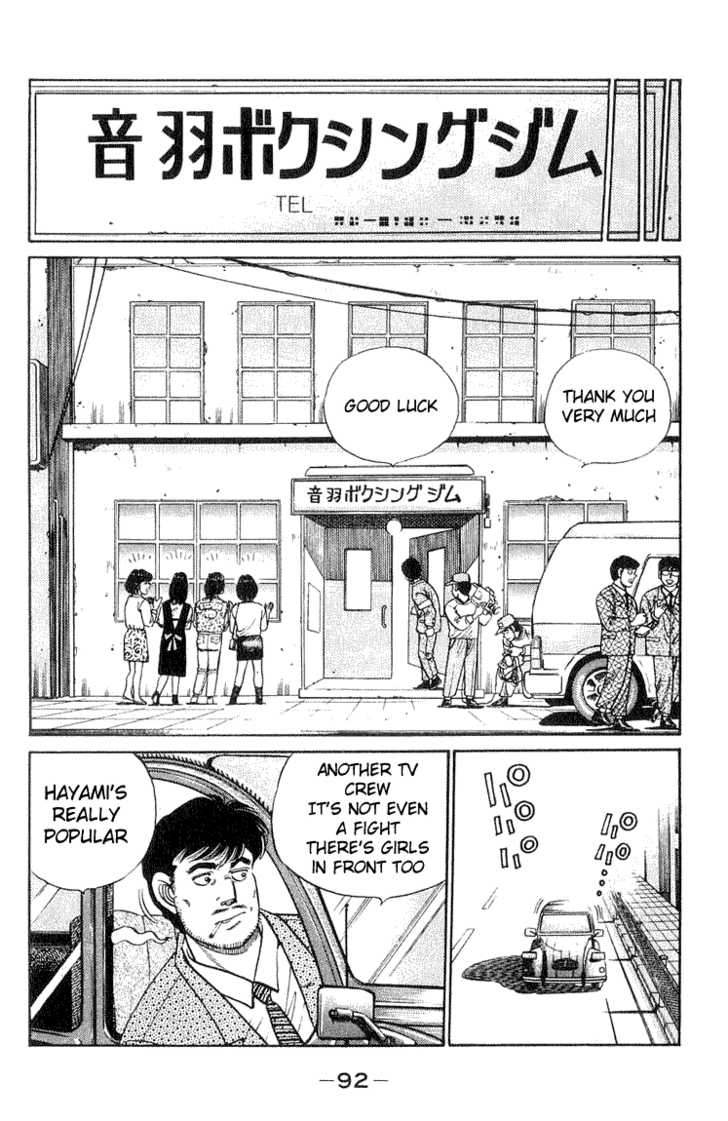 音羽ボクシングジム
TEL
GOOD LUCK
THANK YOU
VERY MUCH
音羽ボクシングジム
ANOTHER TV
CREW
IT'S NOT EVEN
A FIGHT
THERE'S GIRLS
IN FRONT TOO
HAYAMI'S
REALLY
POPULAR
—92—